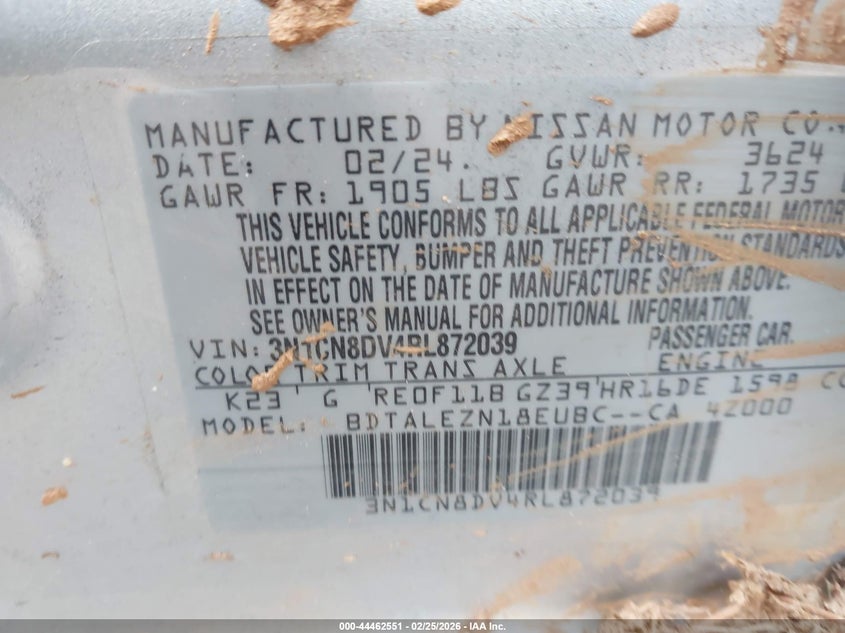 MANUFACTURED BY NISSAN MOTOR CO.,
DATE: 02/24. GVWR: 3624
GAWR FR: 1905 LBS GAWR RR: 1735
THIS VEHICLE CONFORMS TO ALL APPLICABLE FEDERAL MOTOR
VEHICLE SAFETY, BUMPER AND THEFT PREVENTION STANDARDS
IN EFFECT ON THE DATE OF MANUFACTURE SHOWN ABOVE.
SEE OWNER'S MANUAL FOR ADDITIONAL INFORMATION.
VIN: 3N1CN8DV4RL872039 PASSENGER CAR.
COLOR TRIM TRANS AXLE ENGINE
K23 G RE0F11B GZ39 HR16DE 1598 CC
MODEL: BDTALEZN18EUBC--CA 4Z000
3N1CN8DV4RL872039
000-44462551 | 02/25/2026 - IAA Inc.